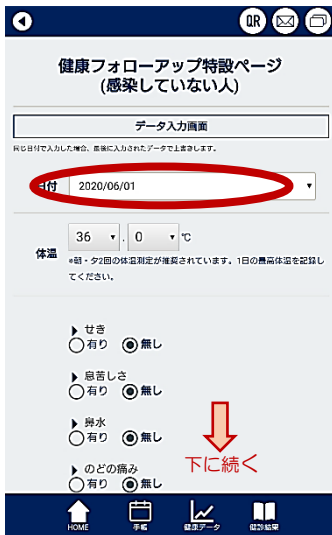 QR
健康フォローアップ特設ページ
(感染していない人)
データ入力画面
同じ日付で入力した場合、最後に入力されたデータで上書きします。
日付 2020/06/01
体温 36 . 0 ℃
*朝・夕2回の体温測定が推奨されています。1日の最高体温を記録し
てください。
せき
有り 無し
息苦しさ
有り 無し
鼻水
有り 無し
のどの痛み
有り 無し
下に続く
HOME 手帳 健康データ 健診結果